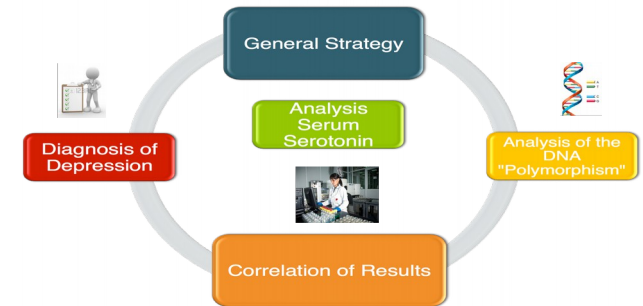 General Strategy
Analysis
Serum
Serotonin
Diagnosis of
Depression
Analysis of the
DNA
"Polymorphism"
Correlation of Results